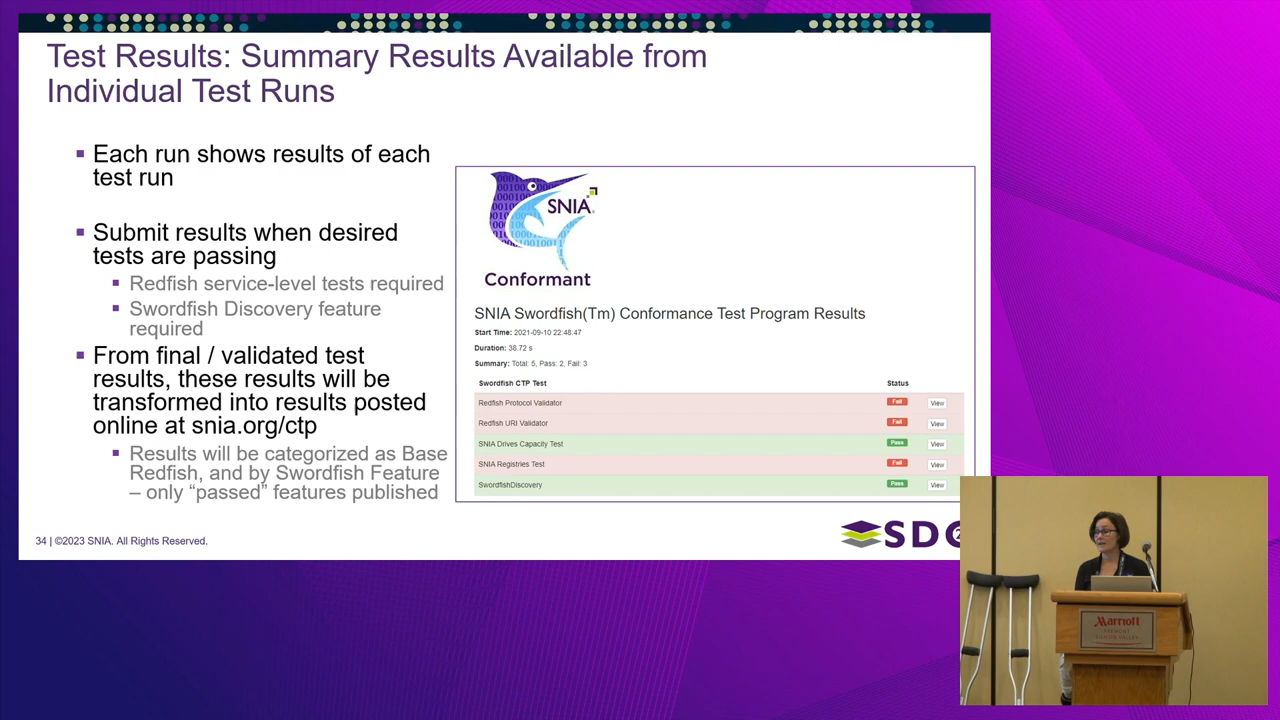 Test Results: Summary Results Available from
Individual Test Runs
Each run shows results of each
test run
Submit results when desired
tests are passing
Redfish service-level tests required
Swordfish Discovery feature
required
From final / validated test
results, these results will be
transformed into results posted
online at snia.org/ctp
Results will be categorized as Base
Redfish, and by Swordfish Feature
– only “passed” features published
SNIA
Conformant
SNIA Swordfish(Tm) Conformance Test Program Results
Start Time: 2021-09-10 22:48:47
Duration: 38.72 s
Summary: Total: 5, Pass: 2, Fail: 3
Swordfish CTP Test Status
Redfish Protocol Validator Fail View
Redfish URI Validator Fail View
SNIA Drives Capacity Test Pass View
SNIA Registries Test Fail View
SwordfishDiscovery Pass View
34 | ©2023 SNIA. All Rights Reserved.
SDC
Marriott
FREMONT
SILICON VALLEY